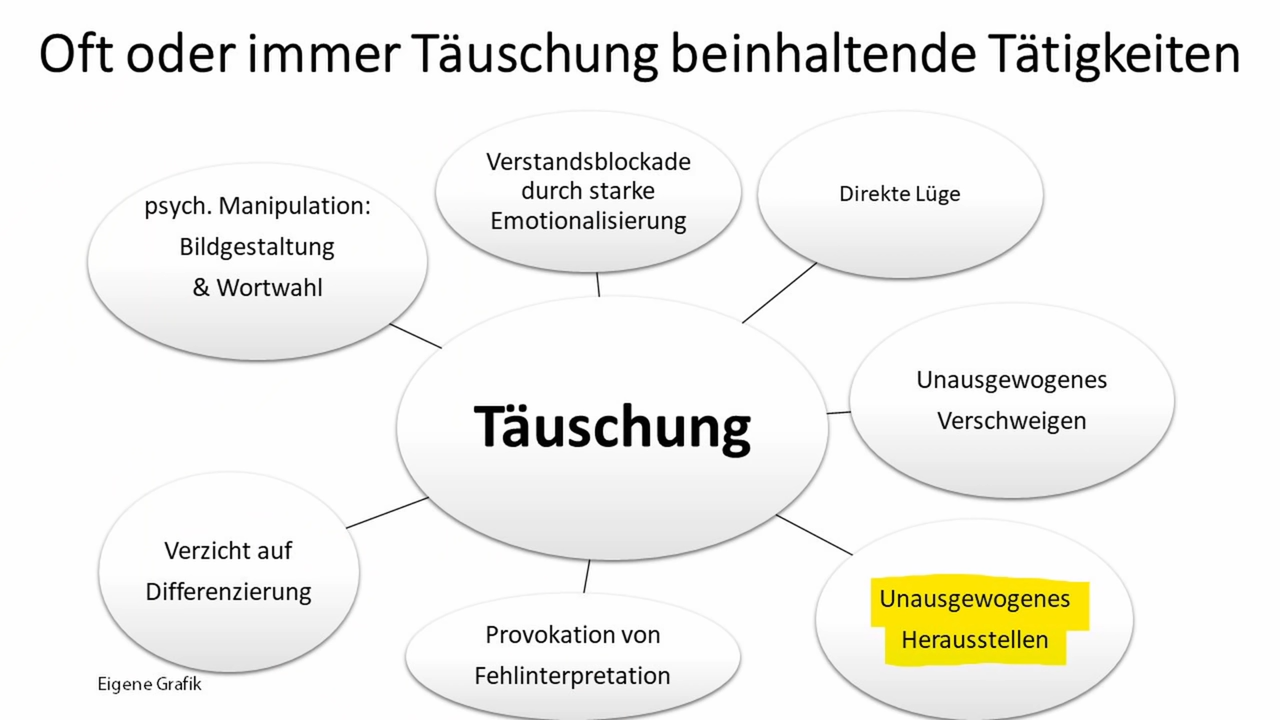 Oft oder immer Täuschung beinhaltende Tätigkeiten
psych. Manipulation:
Bildgestaltung
& Wortwahl
Verstandsblockade
durch starke
Emotionalisierung
Direkte Lüge
Täuschung
Unausgewogenes
Verschweigen
Verzicht auf
Differenzierung
Provokation von
Fehlinterpretation
Unausgewogenes
Herausstellen
Eigene Grafik